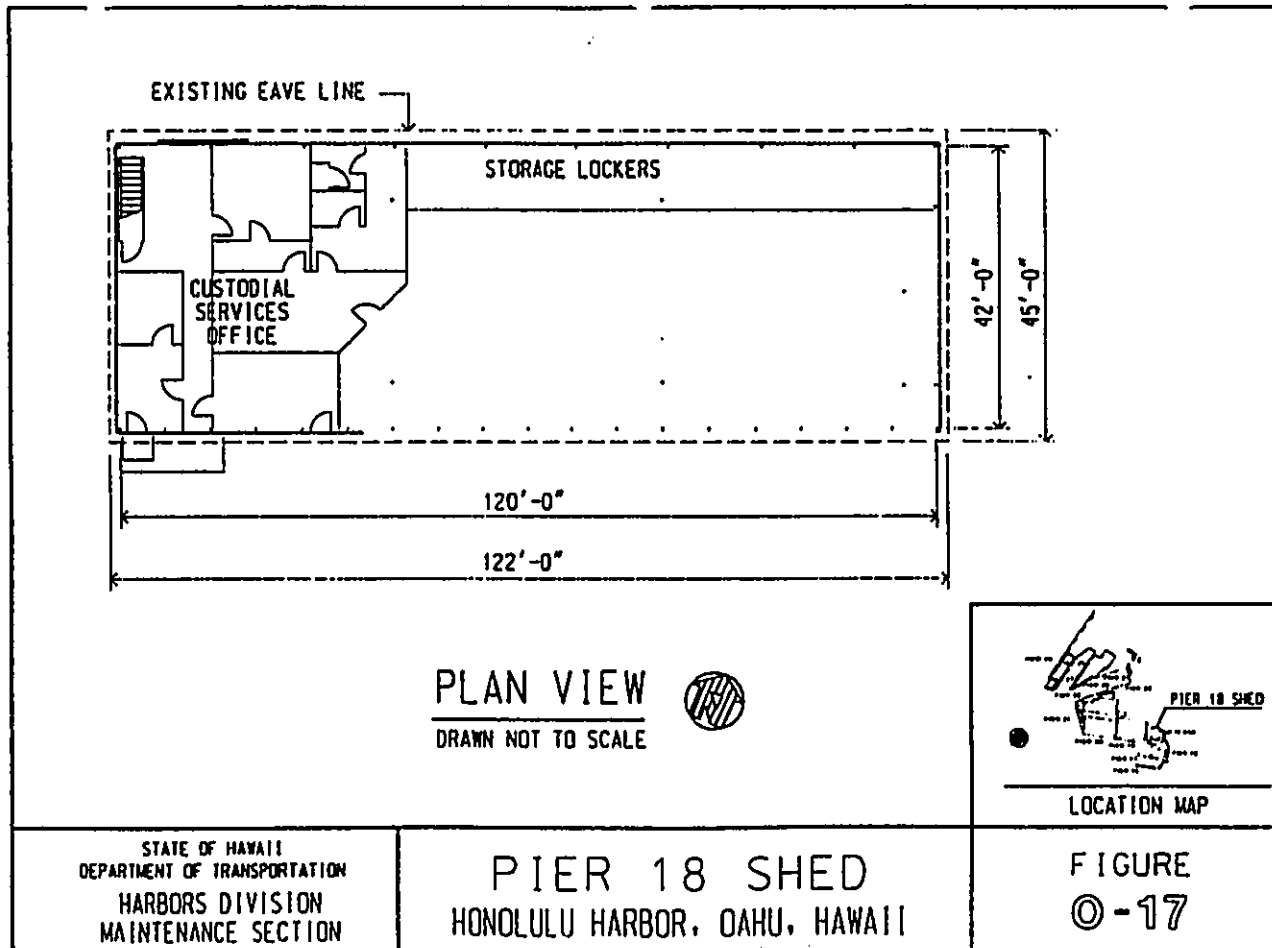 EXISTING EAVE LINE
STORAGE LOCKERS
CUSTODIAL
SERVICES
OFFICE
42'-0"
45'-0"
120'-0"
122'-0"
PLAN VIEW
DRAWN NOT TO SCALE
PIER 18 SHED
LOCATION MAP
STATE OF HAWAII
DEPARTMENT OF TRANSPORTATION
HARBORS DIVISION
MAINTENANCE SECTION
PIER 18 SHED
HONOLULU HARBOR, OAHU, HAWAII
FIGURE
O-17